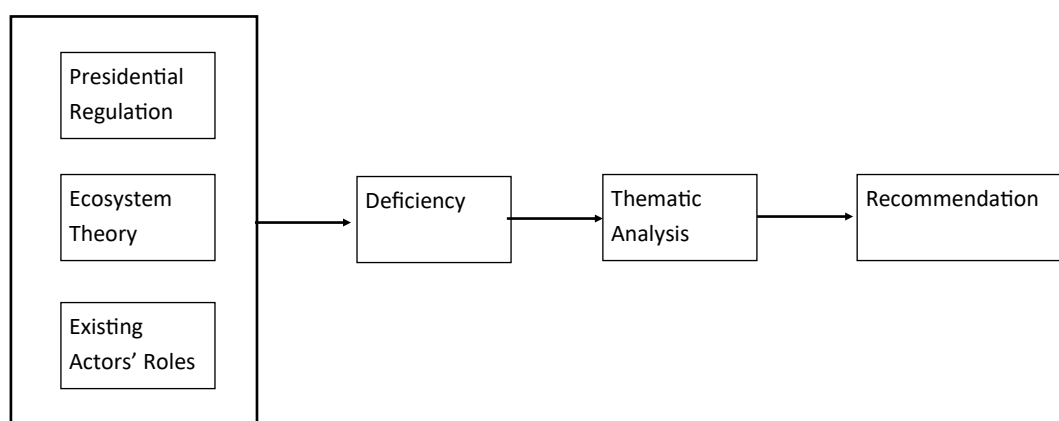 Presidential
Regulation
Ecosystem
Theory
Existing
Actors’ Roles
Deficiency
Thematic
Analysis
Recommendation